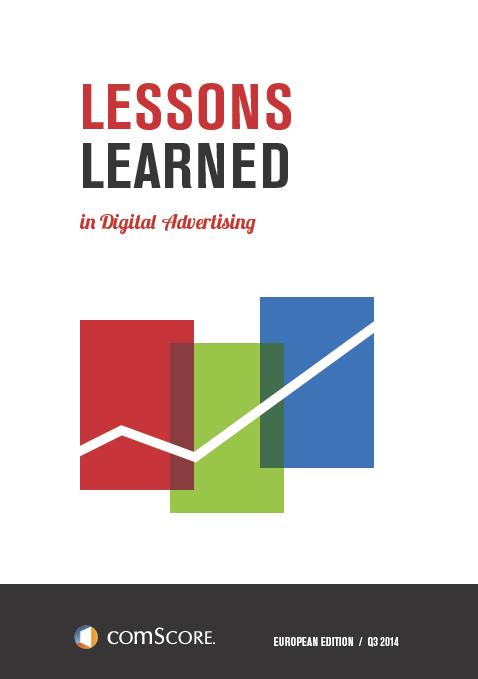 LESSONS
LEARNED
in Digital Advertising
comScore.
EUROPEAN EDITION / Q3 2014